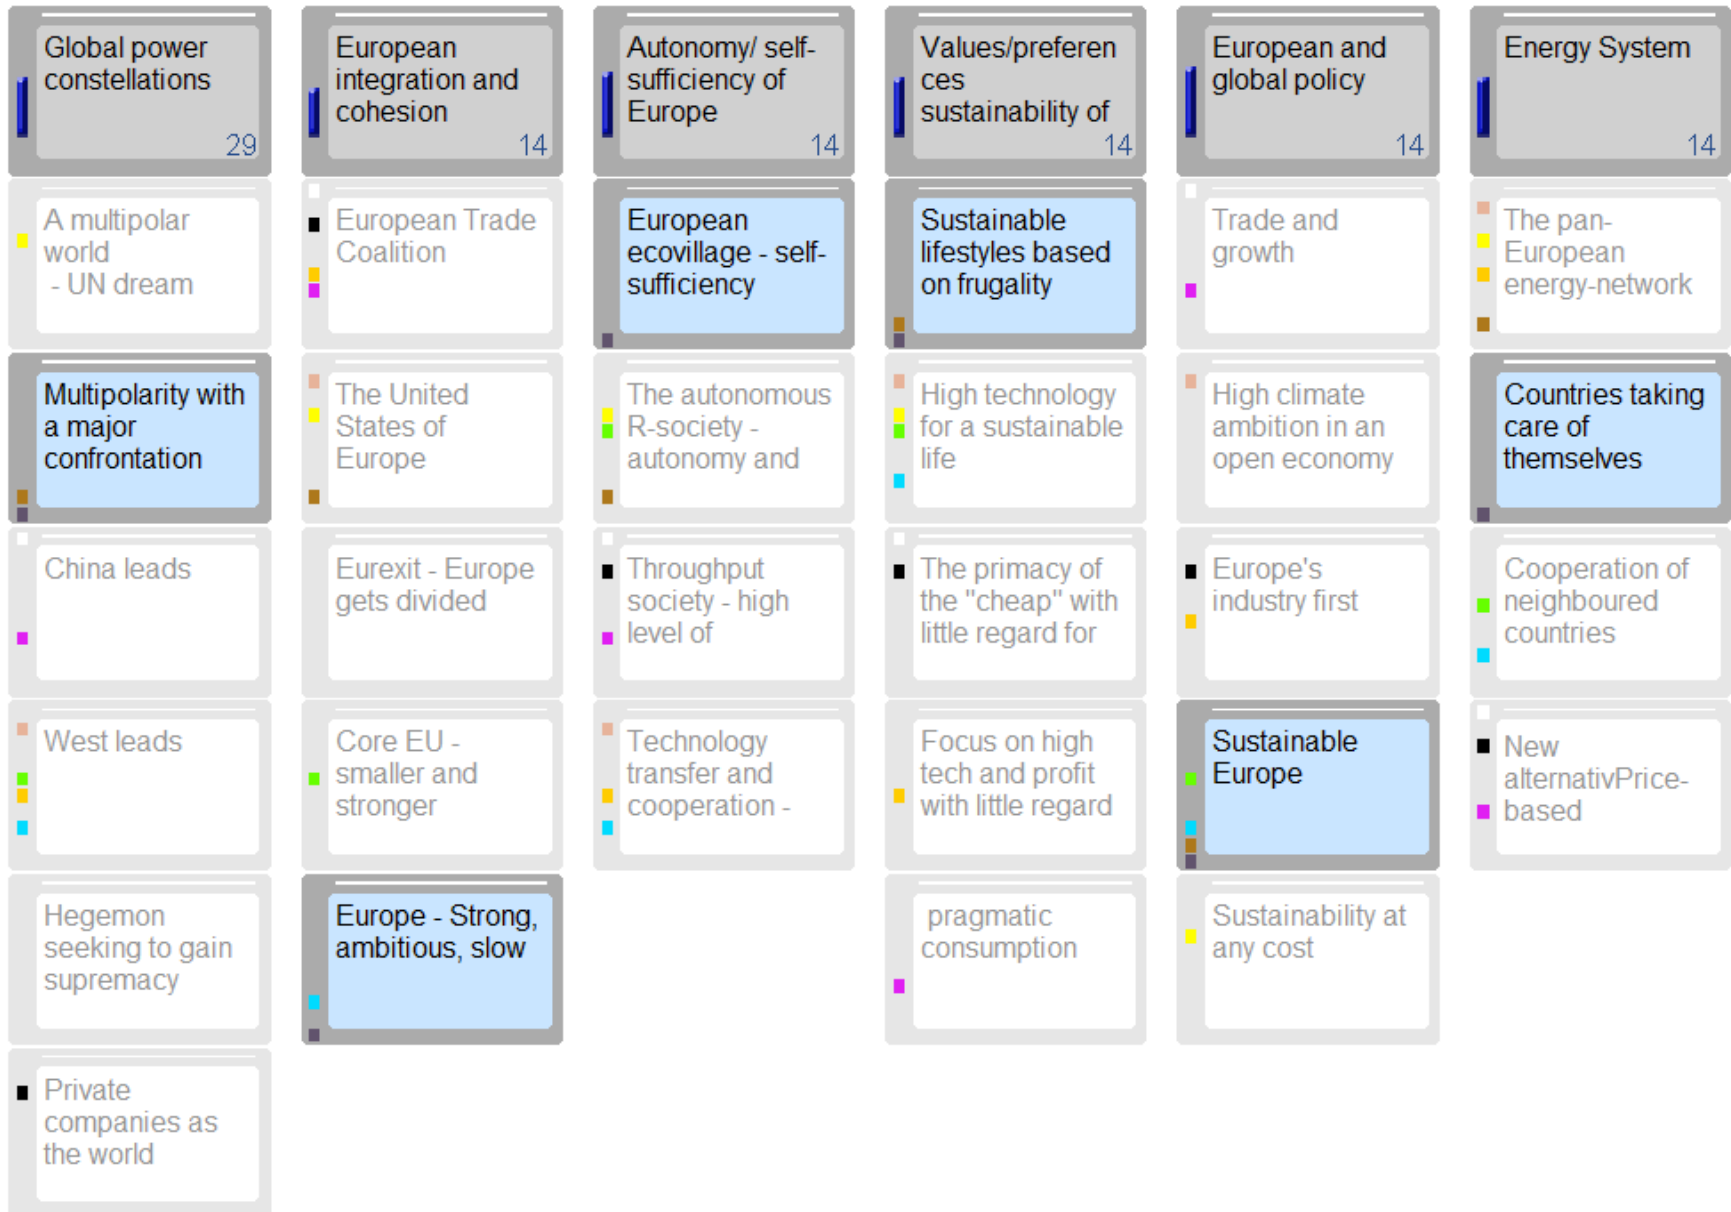 Global power
constellations
29
European
integration and
cohesion
14
Autonomy/ self-
sufficiency of
Europe
14
Values/preferen
ces
sustainability of
14
European and
global policy
14
Energy System
14
A multipolar
world
- UN dream
European Trade
Coalition
European
ecovillage - self-
sufficiency
Sustainable
lifestyles based
on frugality
Trade and
growth
The pan-
European
energy-network
Multipolarity with
a major
confrontation
The United
States of
Europe
The autonomous
R-society -
autonomy and
High technology
for a sustainable
life
High climate
ambition in an
open economy
Countries taking
care of
themselves
China leads
Eurexit - Europe
gets divided
Throughput
society - high
level of
The primacy of
the "cheap" with
little regard for
Europe's
industry first
Cooperation of
neighboured
countries
West leads
Core EU -
smaller and
stronger
Technology
transfer and
cooperation -
Focus on high
tech and profit
with little regard
Sustainable
Europe
New
alternativPrice-
based
Hegemon
seeking to gain
supremacy
Europe - Strong,
ambitious, slow
pragmatic
consumption
Sustainability at
any cost
Private
companies as
the world